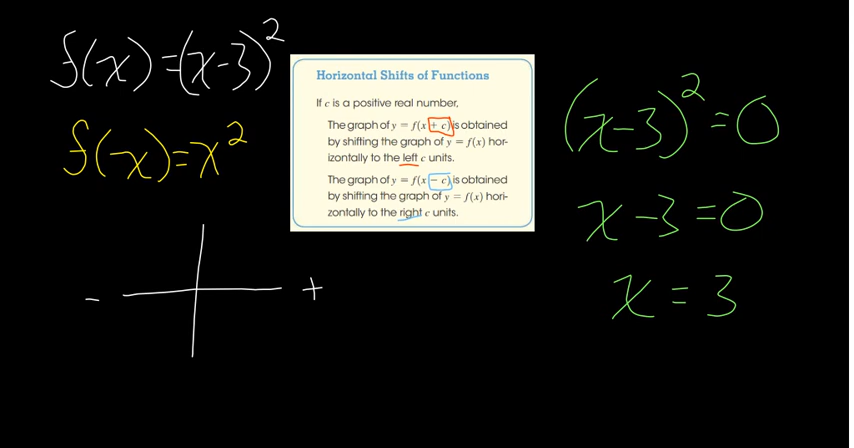 f(x)=(x-3)²
f(x)=x²
Horizontal Shifts of Functions
If c is a positive real number,
The graph of y = f(x + c) is obtained
by shifting the graph of y = f(x) hor-
izontally to the left c units.
The graph of y = f(x − c) is obtained
by shifting the graph of y = f(x) hori-
zontally to the right c units.
- +
(x-3)²=0
x-3=0
x=3